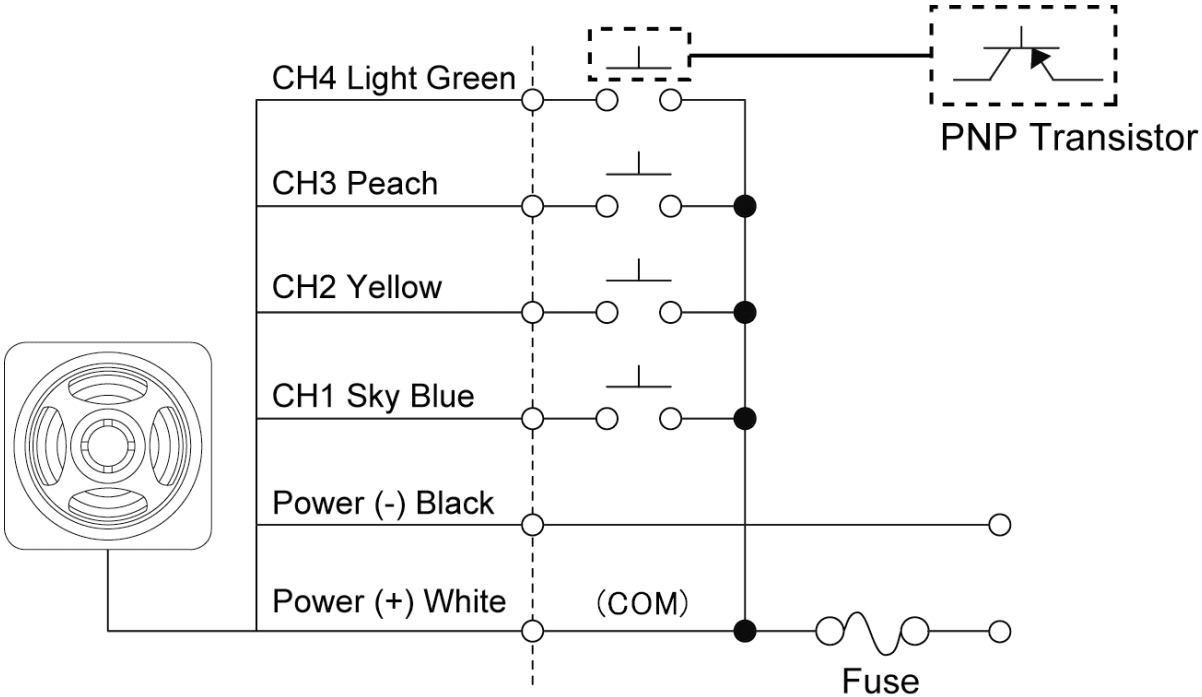 CH4 Light Green
PNP Transistor
CH3 Peach
CH2 Yellow
CH1 Sky Blue
Power (-) Black
Power (+) White
(COM)
Fuse